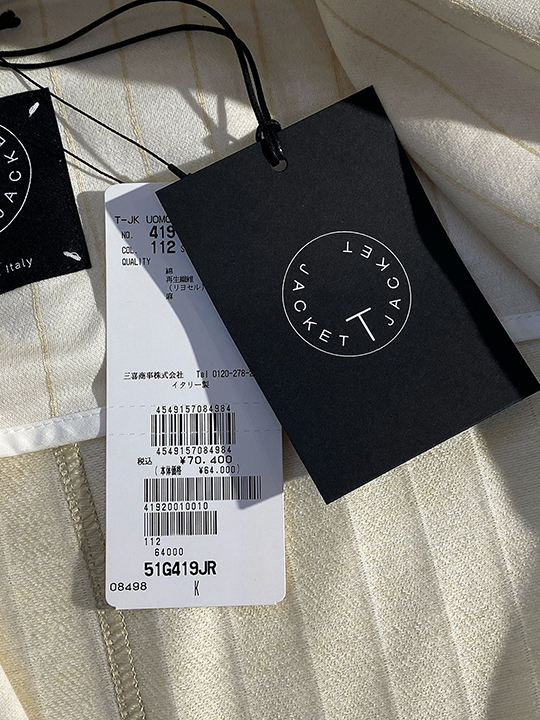 JACKE
Italy
T-JK UOMO
NO. 419
COL. 112 S
QUALITY
綿
再生繊維
(リヨセル)
麻
三喜商事株式会社 Tel 0120-278-
イタリー製
4549157084984
4549157084984
税込 ¥70,400
(本体価格 ¥64,000)
41920010010
112
64000
51G419JR
08498 K
T JACKET JACKET